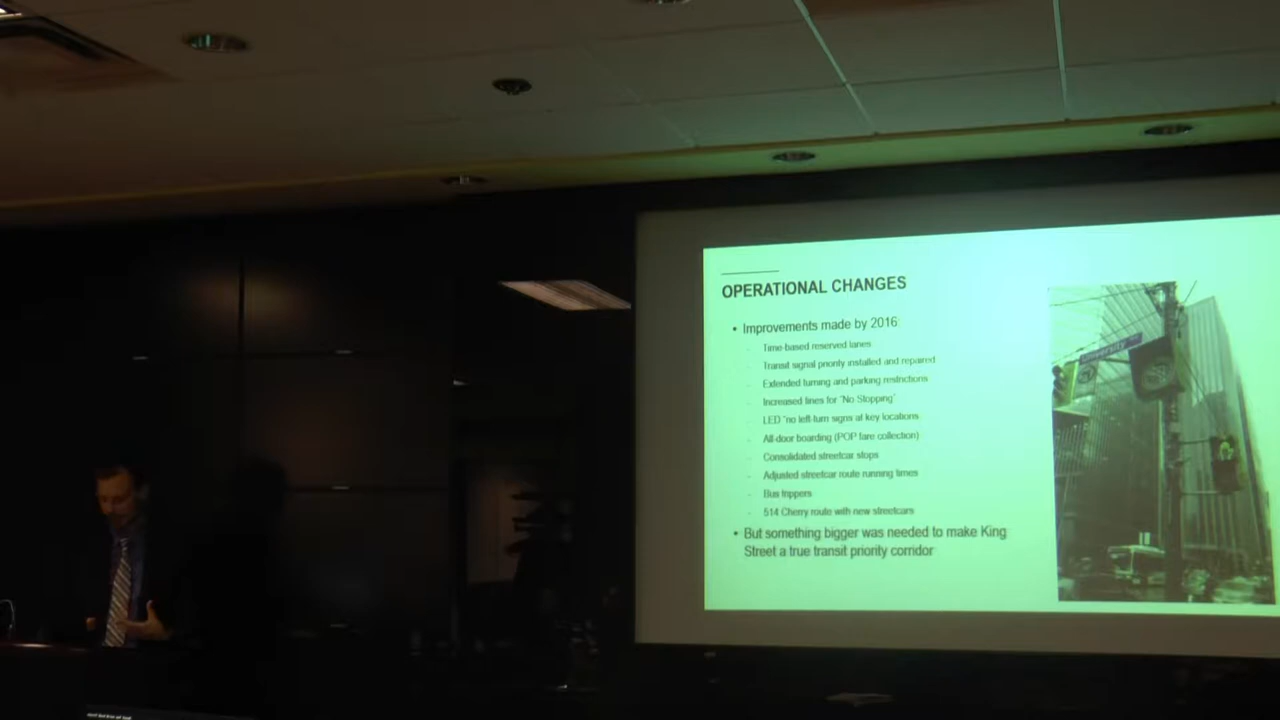 OPERATIONAL CHANGES
• Improvements made by 2016
- Time-based reserved lanes
- Transit signal priority installed and repaired
- Extended turning and parking restrictions
- Increased fines for "No Stopping"
- LED "no left-turn signs at key locations
- All-door boarding (POP fare collection)
- Consolidated streetcar stops
- Adjusted streetcar route running times
- Bus trippers
- 514 Cherry route with new streetcars
• But something bigger was needed to make King
Street a true transit priority corridor
University